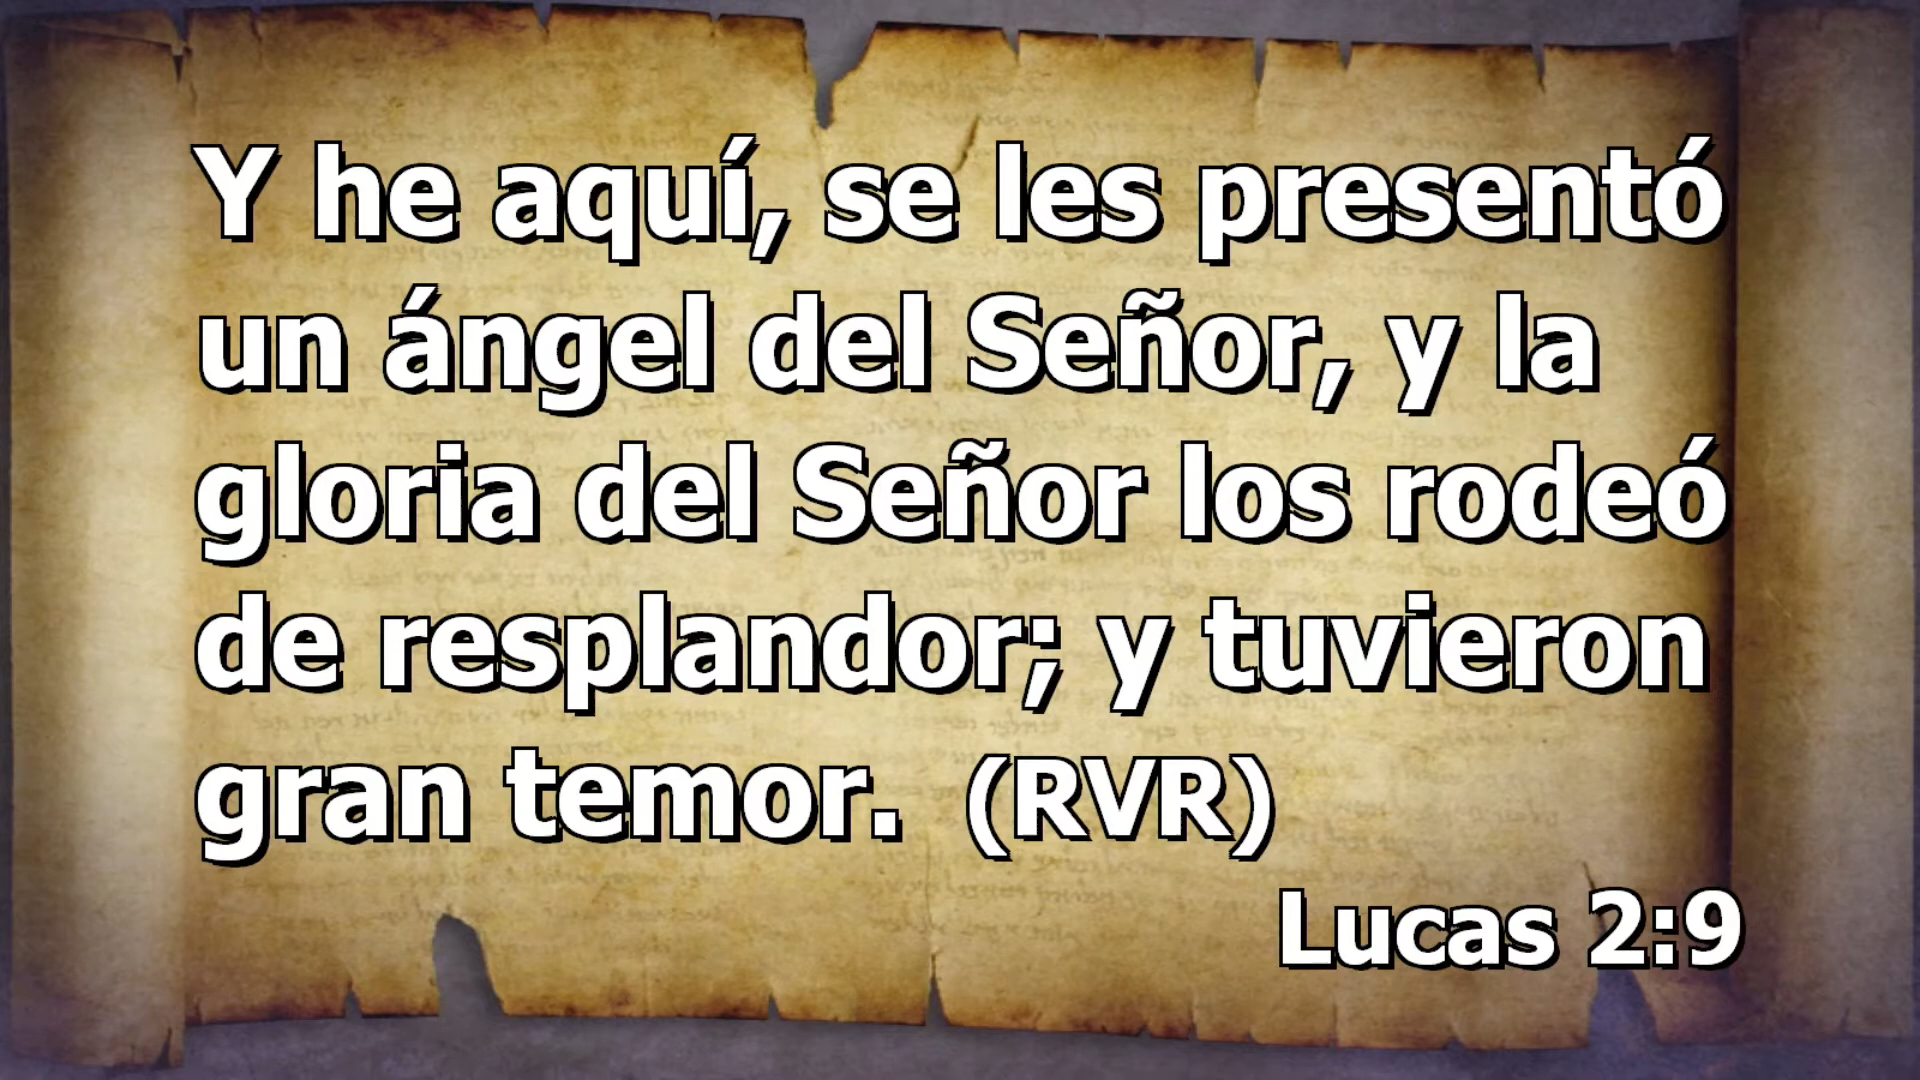 Y he aquí, se les presentó
un ángel del Señor, y la
gloria del Señor los rodeó
de resplandor; y tuvieron
gran temor. (RVR)
Lucas 2:9